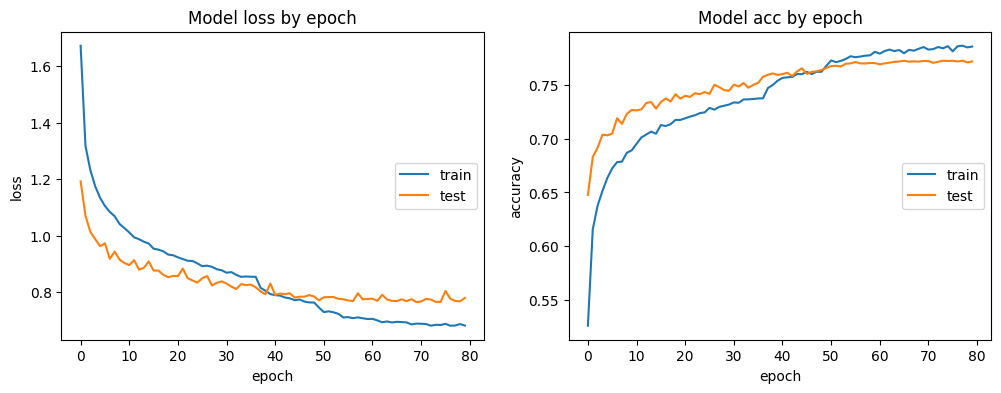 Model loss by epoch
1.6
1.4
1.2
1.0
0.8
loss
train
test
0 10 20 30 40 50 60 70 80
epoch
Model acc by epoch
0.75
0.70
0.65
0.60
0.55
accuracy
train
test
0 10 20 30 40 50 60 70 80
epoch